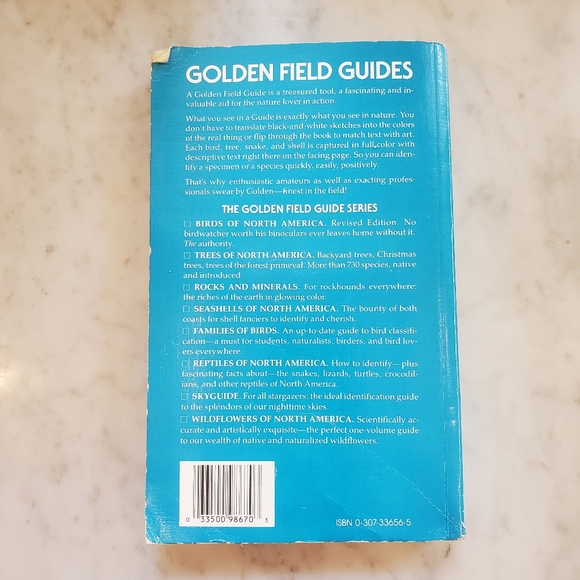 GOLDEN FIELD GUIDES
A Golden Field Guide is a treasured tool, a fascinating and in-
valuable aid for the nature lover in action.
What you see in a Guide is exactly what you see in nature. You
don't have to translate black-and-white sketches into the colors
of the real thing or flip through the book to match text with art.
Each bird, tree, snake, and shell is captured in full color with
descriptive text right there on the facing page. So you can iden-
tify a specimen or a species quickly, easily, positively.
That's why enthusiastic amateurs as well as exacting profes-
sionals swear by Golden—finest in the field!
THE GOLDEN FIELD GUIDE SERIES
□ BIRDS OF NORTH AMERICA. Revised Edition. No
birdwatcher worth his binoculars ever leaves home without it.
The authority.
□ TREES OF NORTH AMERICA. Backyard trees, Christmas
trees, trees of the forest primeval. More than 730 species, native
and introduced.
□ ROCKS AND MINERALS. For rockhounds everywhere:
the riches of the earth in glowing color.
□ SEASHELLS OF NORTH AMERICA. The bounty of both
coasts for shell fanciers to identify and cherish.
□ FAMILIES OF BIRDS. An up-to-date guide to bird classifi-
cation—a must for students, naturalists, birders, and bird lov-
ers everywhere
□ REPTILES OF NORTH AMERICA. How to identify—plus
fascinating facts about—the snakes, lizards, turtles, crocodil-
ians, and other reptiles of North America.
□ SKYGUIDE. For all stargazers: the ideal identification guide
to the splendors of our nighttime skies.
□ WILDFLOWERS OF NORTH AMERICA. Scientifically ac-
curate and artistically exquisite—the perfect one-volume guide
to our wealth of native and naturalized wildflowers.
0 33500 98670 3
ISBN 0-307-33656-5